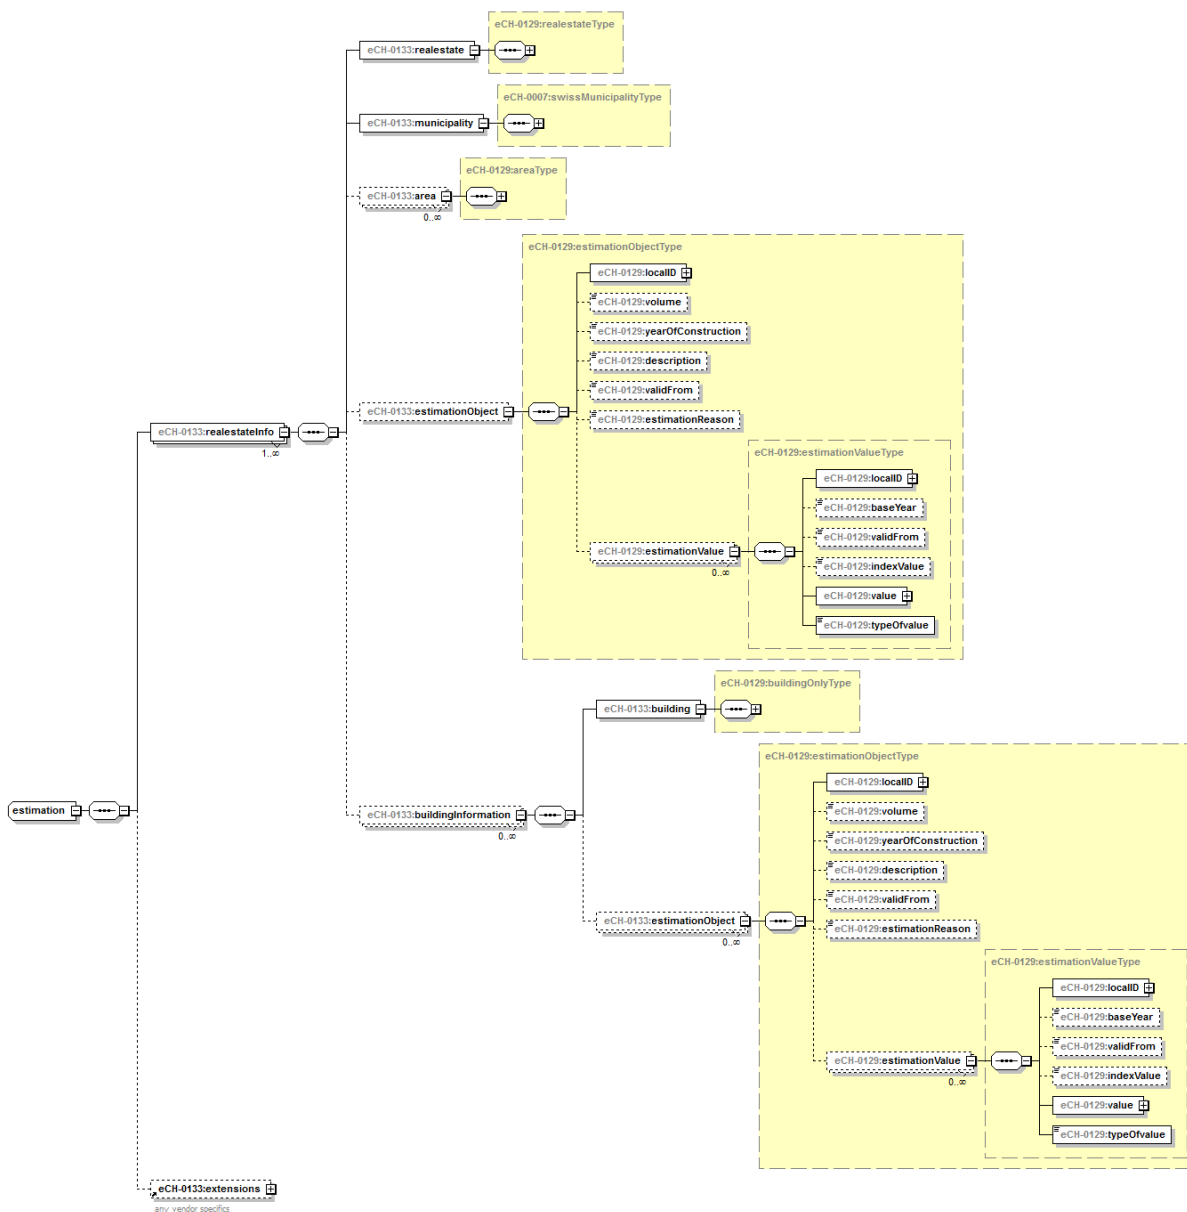 eCH-0129:realestateType
eCH-0133:realestate
eCH-0007:swissMunicipalityType
eCH-0133:municipality
eCH-0129:areaType
eCH-0133:area
0..∞
eCH-0129:estimationObjectType
eCH-0129:localID
eCH-0129:volume
eCH-0129:yearOfConstruction
eCH-0129:description
eCH-0129:validFrom
eCH-0133:estimationObject
eCH-0129:estimationReason
eCH-0133:realestateInfo
1..∞
eCH-0129:estimationValueType
eCH-0129:localID
eCH-0129:baseYear
eCH-0129:validFrom
eCH-0129:estimationValue
0..∞
eCH-0129:indexValue
eCH-0129:value
eCH-0129:typeOfvalue
eCH-0129:buildingOnlyType
eCH-0133:building
eCH-0129:estimationObjectType
eCH-0129:localID
estimation
eCH-0133:buildingInformation
0..∞
eCH-0129:volume
eCH-0129:yearOfConstruction
eCH-0129:description
eCH-0129:validFrom
eCH-0133:estimationObject
0..∞
eCH-0129:estimationReason
eCH-0129:estimationValueType
eCH-0129:localID
eCH-0129:baseYear
eCH-0129:validFrom
eCH-0129:estimationValue
0..∞
eCH-0129:indexValue
eCH-0129:value
eCH-0129:typeOfvalue
eCH-0133:extensions
any vendor specifics